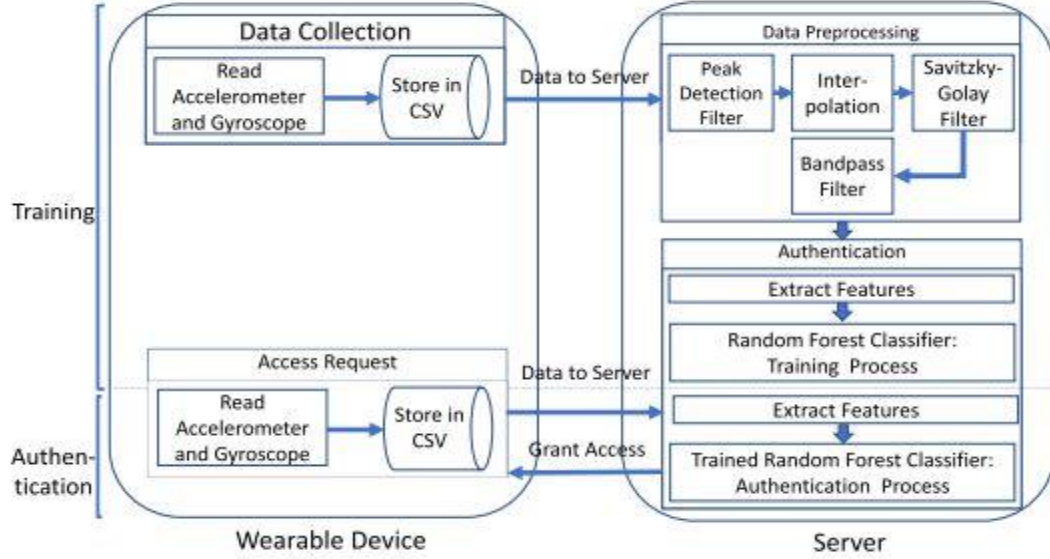 Data Collection
Read
Accelerometer
and Gyroscope
Store in
CSV
Data to Server
Data Preprocessing
Peak
Detection
Filter
Inter-
polation
Savitzky-
Golay
Filter
Bandpass
Filter
Training
Authentication
Extract Features
Random Forest Classifier:
Training Process
Access Request
Read
Accelerometer
and Gyroscope
Store in
CSV
Data to Server
Grant Access
Extract Features
Trained Random Forest Classifier:
Authentication Process
Authen-
tication
Wearable Device
Server